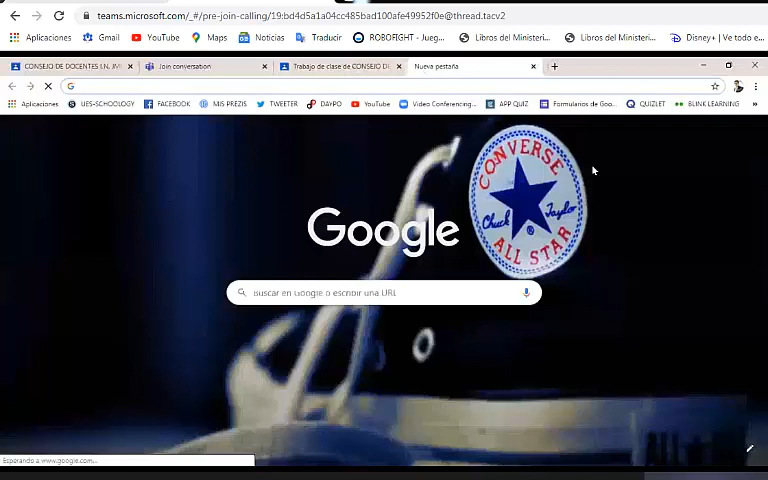 teams.microsoft.com/_#/pre-join-calling/19:bd4d5a1a04cc485bad100afe49952f0e@thread.tacv2
Aplicaciones Gmail YouTube Maps Noticias Traducir ROBOFIGHT - Jueg... Libros del Ministeri... Libros del Ministeri... Disney+ | Ve todo e...
CONSEJO DE DOCENTES I.N. JM Join conversation Trabajo de clase de CONSEJO DE Nueva pestaña
Aplicaciones UES-SCHOOLOGY FACEBOOK MIS PREZIS TWEETER DAYPO YouTube Video Conferencing... APP QUIZ Formularios de Goo... QUIZLET BLINK LEARNING
CONVERSE
Chuck Taylor
ALL STAR
Google
Buscar en Google o escribir una URL
Esperando a www.google.com...